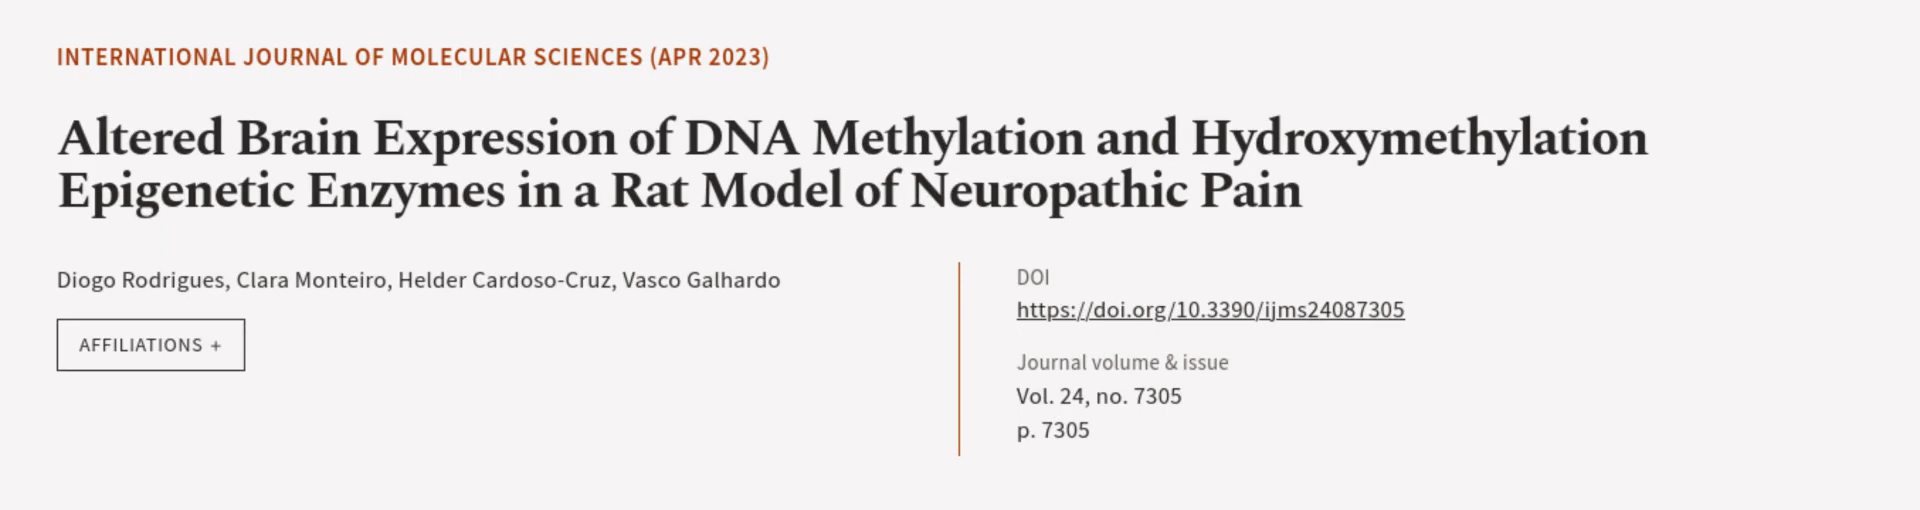 INTERNATIONAL JOURNAL OF MOLECULAR SCIENCES (APR 2023)
Altered Brain Expression of DNA Methylation and Hydroxymethylation
Epigenetic Enzymes in a Rat Model of Neuropathic Pain
Diogo Rodrigues, Clara Monteiro, Helder Cardoso-Cruz, Vasco Galhardo
AFFILIATIONS +
DOI
https://doi.org/10.3390/ijms24087305
Journal volume & issue
Vol. 24, no. 7305
p. 7305